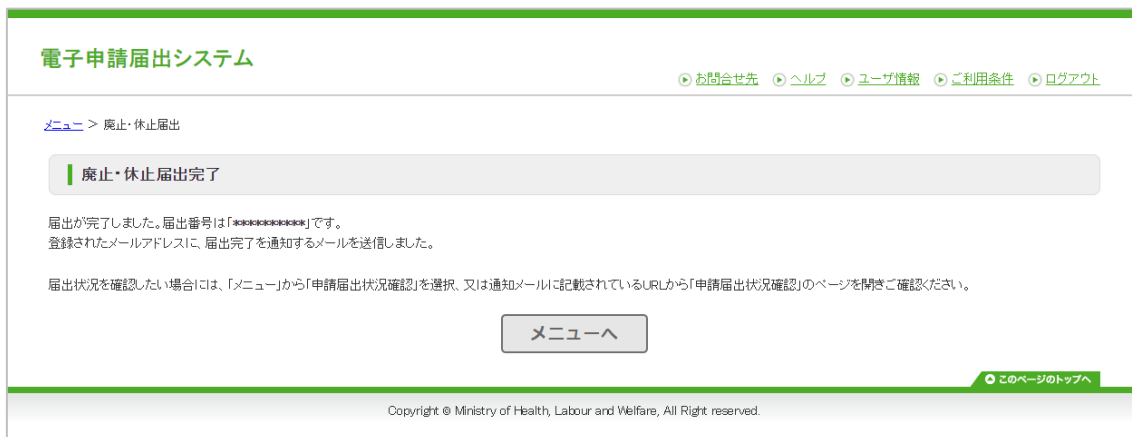 電子申請届出システム
お問合せ先 ヘルプ ユーザ情報 ご利用条件 ログアウト
メニュー > 廃止・休止届出
廃止・休止届出完了
届出が完了しました。届出番号は「***********」です。
登録されたメールアドレスに、届出完了を通知するメールを送信しました。
届出状況を確認したい場合には、「メニュー」から「申請届出状況確認」を選択、又は通知メールに記載されているURLから「申請届出状況確認」のページを開きご確認ください。
メニューへ
このページのトップへ
Copyright © Ministry of Health, Labour and Welfare, All Right reserved.